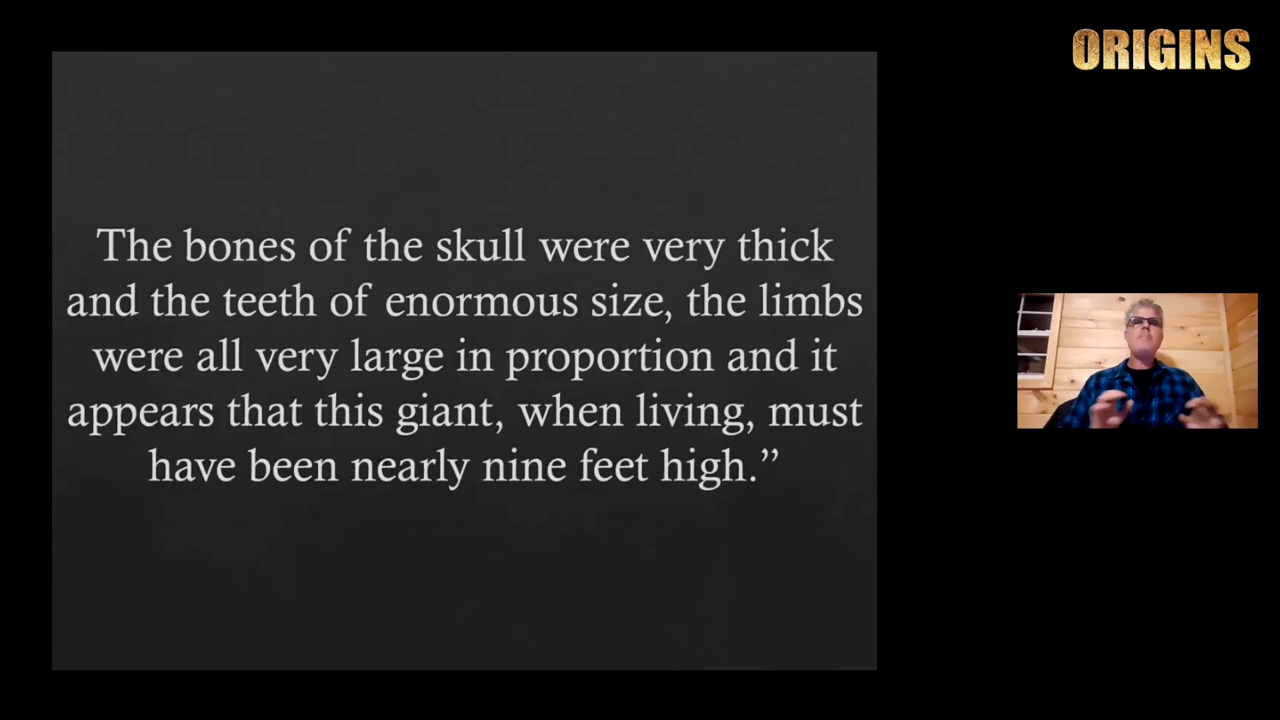 ORIGINS
The bones of the skull were very thick
and the teeth of enormous size, the limbs
were all very large in proportion and it
appears that this giant, when living, must
have been nearly nine feet high.”